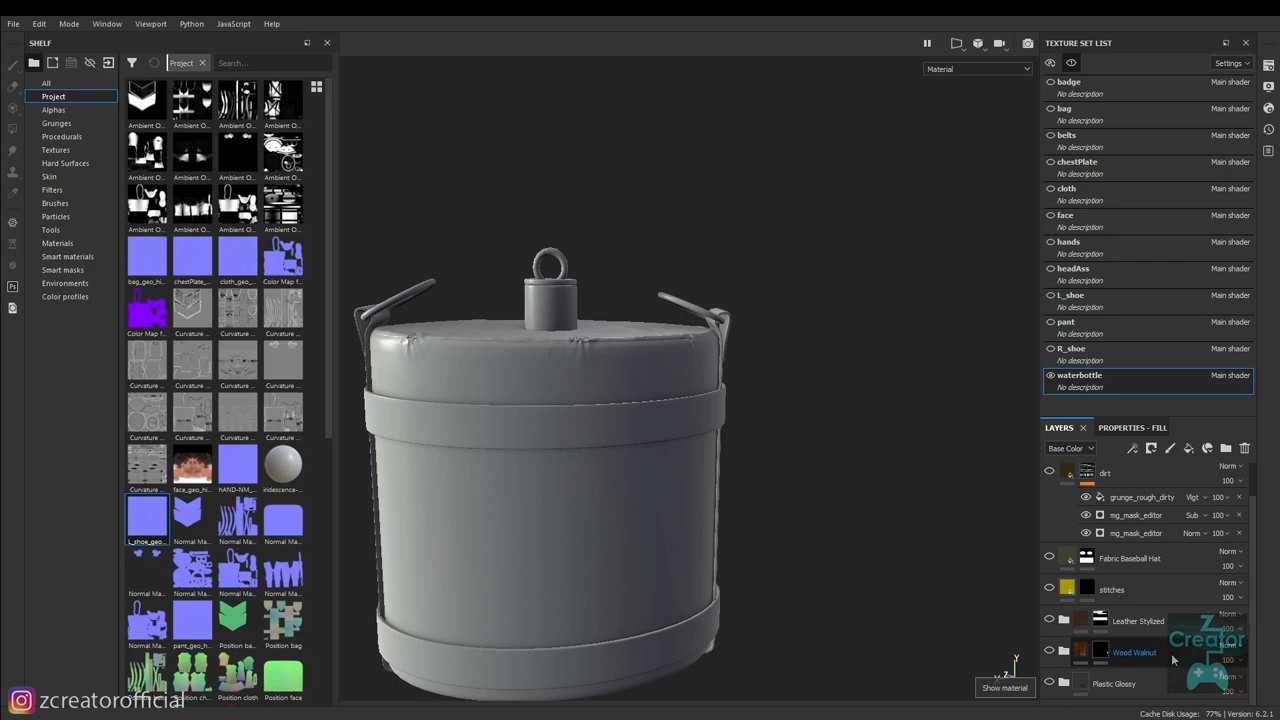 File Edit Mode Window Viewport Python JavaScript Help
SHELF
Project
Search...
All
Project
Alphas
Grunges
Procedurals
Textures
Hard Surfaces
Skin
Filters
Brushes
Particles
Tools
Materials
Smart materials
Smart masks
Environments
Color profiles
Ambient O... Ambient O... Ambient O... Ambient O...
Ambient O... Ambient O... Ambient O... Ambient O...
Ambient O... Ambient O... Ambient O... Ambient O...
bag_geo_hi... chestPlate_... cloth_geo_... Color Map f...
Color Map f... Curvature ... Curvature ... Curvature ...
Curvature ... Curvature ... Curvature ... Curvature ...
Curvature ... Curvature ... Curvature ... Curvature ...
Curvature ... face_geo_hi... hAND-NM_... iridescence-...
L_shoe_geo... Normal Ma... Normal Ma... Normal Ma...
Normal Ma... Normal Ma... Normal Ma... Normal Ma...
Normal Ma... pant_geo_h... Position bag Position belts
Position ch... Position cloth Position face
Material
Y
Z
X
Show material
TEXTURE SET LIST
Settings
badge Main shader
No description
bag Main shader
No description
belts Main shader
No description
chestPlate Main shader
No description
cloth Main shader
No description
face Main shader
No description
hands Main shader
No description
headAss Main shader
No description
L_shoe Main shader
No description
pant Main shader
No description
R_shoe Main shader
No description
waterbottle Main shader
No description
LAYERS PROPERTIES - FILL
Base Color
dirt Norm
100
grunge_rough_dirty Vlgt 100
mg_mask_editor Sub 100
mg_mask_editor Norm 100
Fabric Baseball Hat Norm
100
stitches Norm
100
Leather Stylized Norm
100
Wood Walnut Norm
100
Plastic Glossy Norm
100
Z
Creator
zcreatorofficial
Cache Disk Usage: 77% | Version: 6.2.1